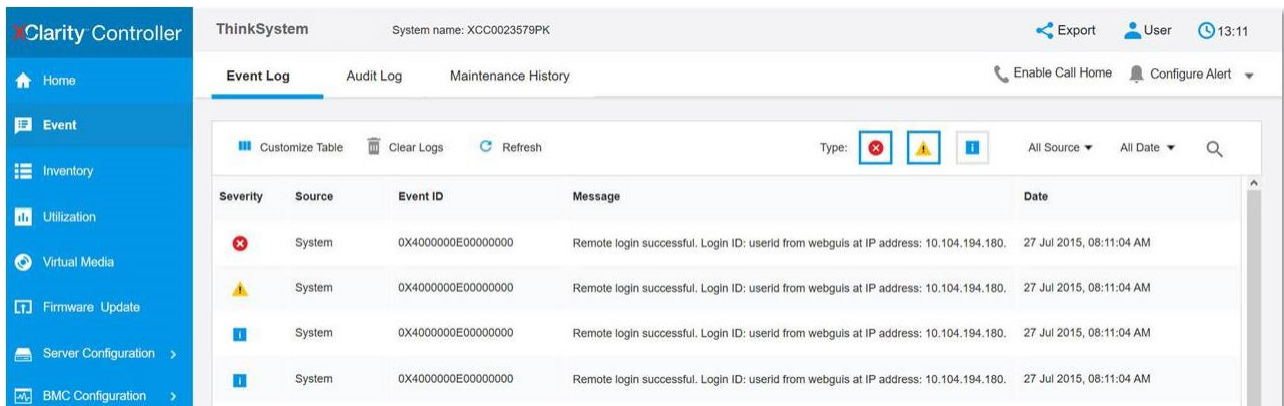 XClarity Controller
ThinkSystem System name: XCC0023579PK Export User 13:11
Home
Event Log Audit Log Maintenance History Enable Call Home Configure Alert
Event
Customize Table Clear Logs Refresh Type: All Source All Date
Inventory
Severity Source Event ID Message Date
Utilization
System 0X4000000E00000000 Remote login successful. Login ID: userid from webguis at IP address: 10.104.194.180. 27 Jul 2015, 08:11:04 AM
Virtual Media
System 0X4000000E00000000 Remote login successful. Login ID: userid from webguis at IP address: 10.104.194.180. 27 Jul 2015, 08:11:04 AM
Firmware Update
System 0X4000000E00000000 Remote login successful. Login ID: userid from webguis at IP address: 10.104.194.180. 27 Jul 2015, 08:11:04 AM
Server Configuration
System 0X4000000E00000000 Remote login successful. Login ID: userid from webguis at IP address: 10.104.194.180. 27 Jul 2015, 08:11:04 AM
BMC Configuration